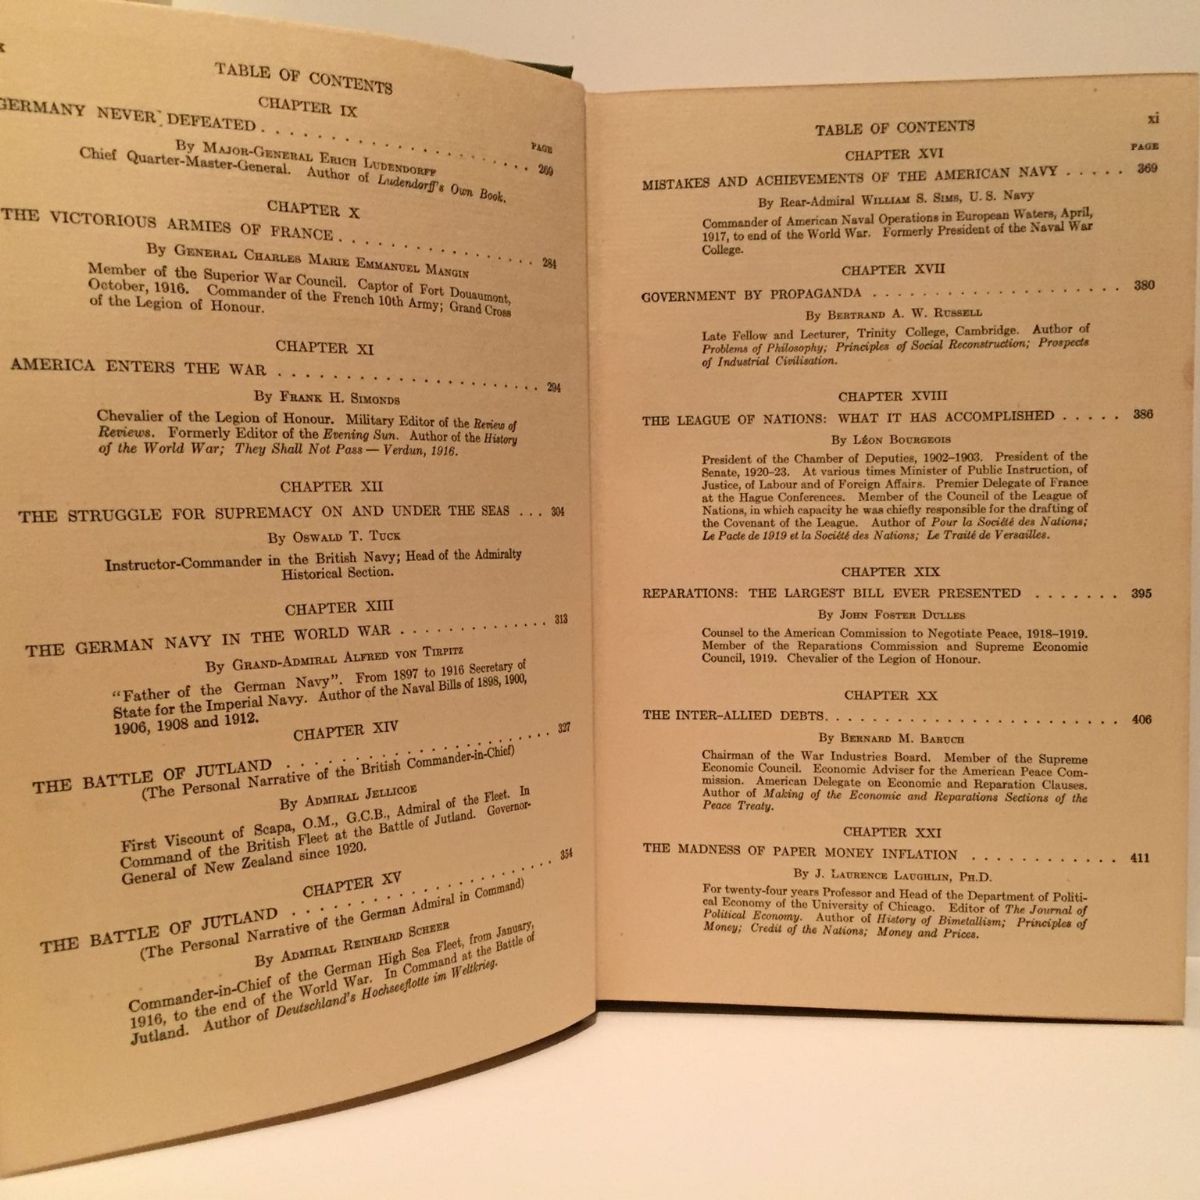 x
TABLE OF CONTENTS
CHAPTER IX
PAGE
GERMANY NEVER DEFEATED . . . . . . . . . . . . . . . . 269
By Major-General Erich Ludendorff
Chief Quarter-Master-General. Author of Ludendorff's Own Book.
CHAPTER X
THE VICTORIOUS ARMIES OF FRANCE . . . . . . . . . . . . . . 284
By General Charles Marie Emmanuel Mangin
Member of the Superior War Council. Captor of Fort Douaumont,
October, 1916. Commander of the French 10th Army; Grand Cross
of the Legion of Honour.
CHAPTER XI
AMERICA ENTERS THE WAR . . . . . . . . . . . . . . . . . . 294
By Frank H. Simonds
Chevalier of the Legion of Honour. Military Editor of the Review of
Reviews. Formerly Editor of the Evening Sun. Author of the History
of the World War; They Shall Not Pass — Verdun, 1916.
CHAPTER XII
THE STRUGGLE FOR SUPREMACY ON AND UNDER THE SEAS . . . 304
By Oswald T. Tuck
Instructor-Commander in the British Navy; Head of the Admiralty
Historical Section.
CHAPTER XIII
THE GERMAN NAVY IN THE WORLD WAR . . . . . . . . . . . . 313
By Grand-Admiral Alfred von Tirpitz
"Father of the German Navy". From 1897 to 1916 Secretary of
State for the Imperial Navy. Author of the Naval Bills of 1898, 1900,
1906, 1908 and 1912.
CHAPTER XIV
THE BATTLE OF JUTLAND . . . . . . . . . . . . . . . . . . 327
(The Personal Narrative of the British Commander-in-Chief)
By Admiral Jellicoe
First Viscount of Scapa, O.M., G.C.B., Admiral of the Fleet. In
Command of the British Fleet at the Battle of Jutland. Governor-
General of New Zealand since 1920.
CHAPTER XV
THE BATTLE OF JUTLAND . . . . . . . . . . . . . . . . . . 354
(The Personal Narrative of the German Admiral in Command)
By Admiral Reinhard Scheer
Commander-in-Chief of the German High Sea Fleet, from January,
1916, to the end of the World War. In Command at the Battle of
Jutland. Author of Deutschland's Hochseeflotte im Weltkrieg.
xi
TABLE OF CONTENTS
CHAPTER XVI
PAGE
MISTAKES AND ACHIEVEMENTS OF THE AMERICAN NAVY . . . . . 369
By Rear-Admiral William S. Sims, U. S. Navy
Commander of American Naval Operations in European Waters, April,
1917, to end of the World War. Formerly President of the Naval War
College.
CHAPTER XVII
GOVERNMENT BY PROPAGANDA . . . . . . . . . . . . . . . . . 380
By Bertrand A. W. Russell
Late Fellow and Lecturer, Trinity College, Cambridge. Author of
Problems of Philosophy; Principles of Social Reconstruction; Prospects
of Industrial Civilisation.
CHAPTER XVIII
THE LEAGUE OF NATIONS: WHAT IT HAS ACCOMPLISHED . . . . . 386
By Léon Bourgeois
President of the Chamber of Deputies, 1902–1903. President of the
Senate, 1920–23. At various times Minister of Public Instruction, of
Justice, of Labour and of Foreign Affairs. Premier Delegate of France
at the Hague Conferences. Member of the Council of the League of
Nations, in which capacity he was chiefly responsible for the drafting of
the Covenant of the League. Author of Pour la Société des Nations;
Le Pacte de 1919 et la Société des Nations; Le Traité de Versailles.
CHAPTER XIX
REPARATIONS: THE LARGEST BILL EVER PRESENTED . . . . . . . 395
By John Foster Dulles
Counsel to the American Commission to Negotiate Peace, 1918–1919.
Member of the Reparations Commission and Supreme Economic
Council, 1919. Chevalier of the Legion of Honour.
CHAPTER XX
THE INTER–ALLIED DEBTS. . . . . . . . . . . . . . . . . . . 406
By Bernard M. Baruch
Chairman of the War Industries Board. Member of the Supreme
Economic Council. Economic Adviser for the American Peace Com-
mission. American Delegate on Economic and Reparation Clauses.
Author of Making of the Economic and Reparations Sections of the
Peace Treaty.
CHAPTER XXI
THE MADNESS OF PAPER MONEY INFLATION . . . . . . . . . . . 411
By J. Laurence Laughlin, Ph.D.
For twenty-four years Professor and Head of the Department of Politi-
cal Economy of the University of Chicago. Editor of The Journal of
Political Economy. Author of History of Bimetallism; Principles of
Money; Credit of the Nations; Money and Prices.